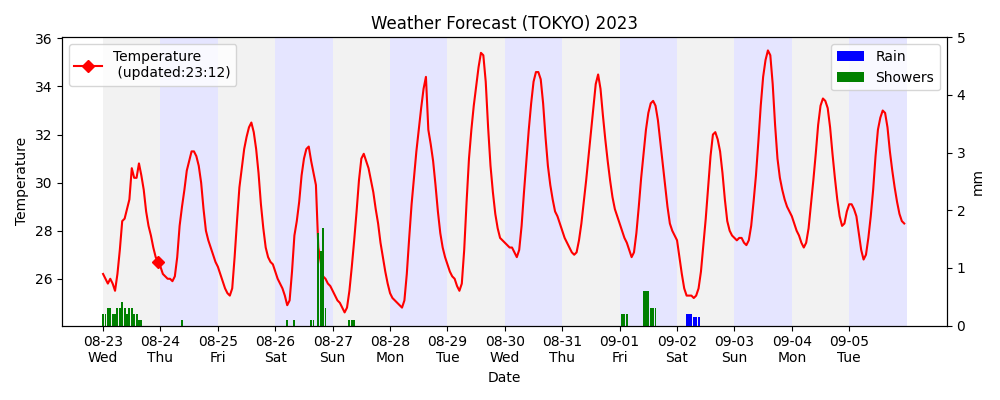 Weather Forecast (TOKYO) 2023
Temperature
(updated:23:12)
Rain
Showers
36
34
32
30
28
26
Temperature
5
4
3
2
1
0
mm
08-23 08-24 08-25 08-26 08-27 08-28 08-29 08-30 08-31 09-01 09-02 09-03 09-04 09-05
Wed Thu Fri Sat Sun Mon Tue Wed Thu Fri Sat Sun Mon Tue
Date